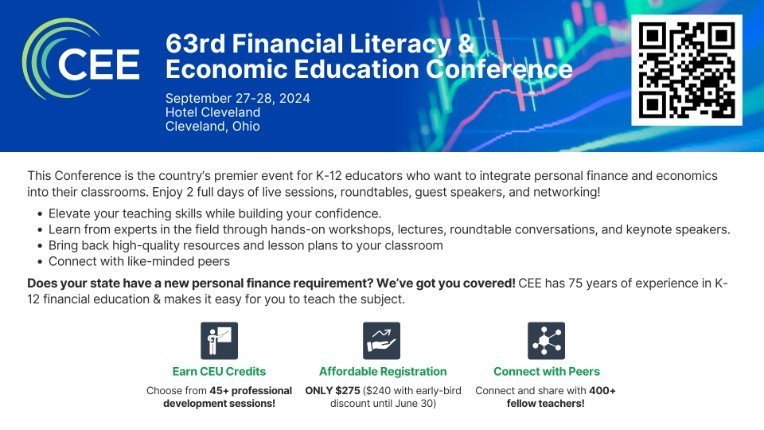 CEE
63rd Financial Literacy &
Economic Education Conference
September 27-28, 2024
Hotel Cleveland
Cleveland, Ohio
This Conference is the country's premier event for K-12 educators who want to integrate personal finance and economics
into their classrooms. Enjoy 2 full days of live sessions, roundtables, guest speakers, and networking!
• Elevate your teaching skills while building your confidence.
• Learn from experts in the field through hands-on workshops, lectures, roundtable conversations, and keynote speakers.
• Bring back high-quality resources and lesson plans to your classroom
• Connect with like-minded peers
Does your state have a new personal finance requirement? We've got you covered! CEE has 75 years of experience in K-
12 financial education & makes it easy for you to teach the subject.
Earn CEU Credits
Choose from 45+ professional
development sessions!
Affordable Registration
ONLY $275 ($240 with early-bird
discount until June 30)
Connect with Peers
Connect and share with 400+
fellow teachers!